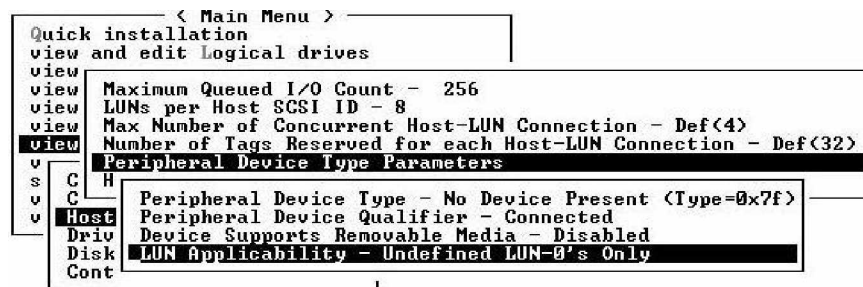 < Main Menu >
Quick installation
view and edit Logical drives
view
view Maximum Queued I/O Count - 256
view LUNs per Host SCSI ID - 8
view Max Number of Concurrent Host-LUN Connection - Def(4)
view Number of Tags Reserved for each Host-LUN Connection - Def(32)
v Peripheral Device Type Parameters
s C H
v C Peripheral Device Type - No Device Present (Type=0x7f)
v Host Peripheral Device Qualifier - Connected
Driv Device Supports Removable Media - Disabled
Disk LUN Applicability - Undefined LUN-0's Only
Cont